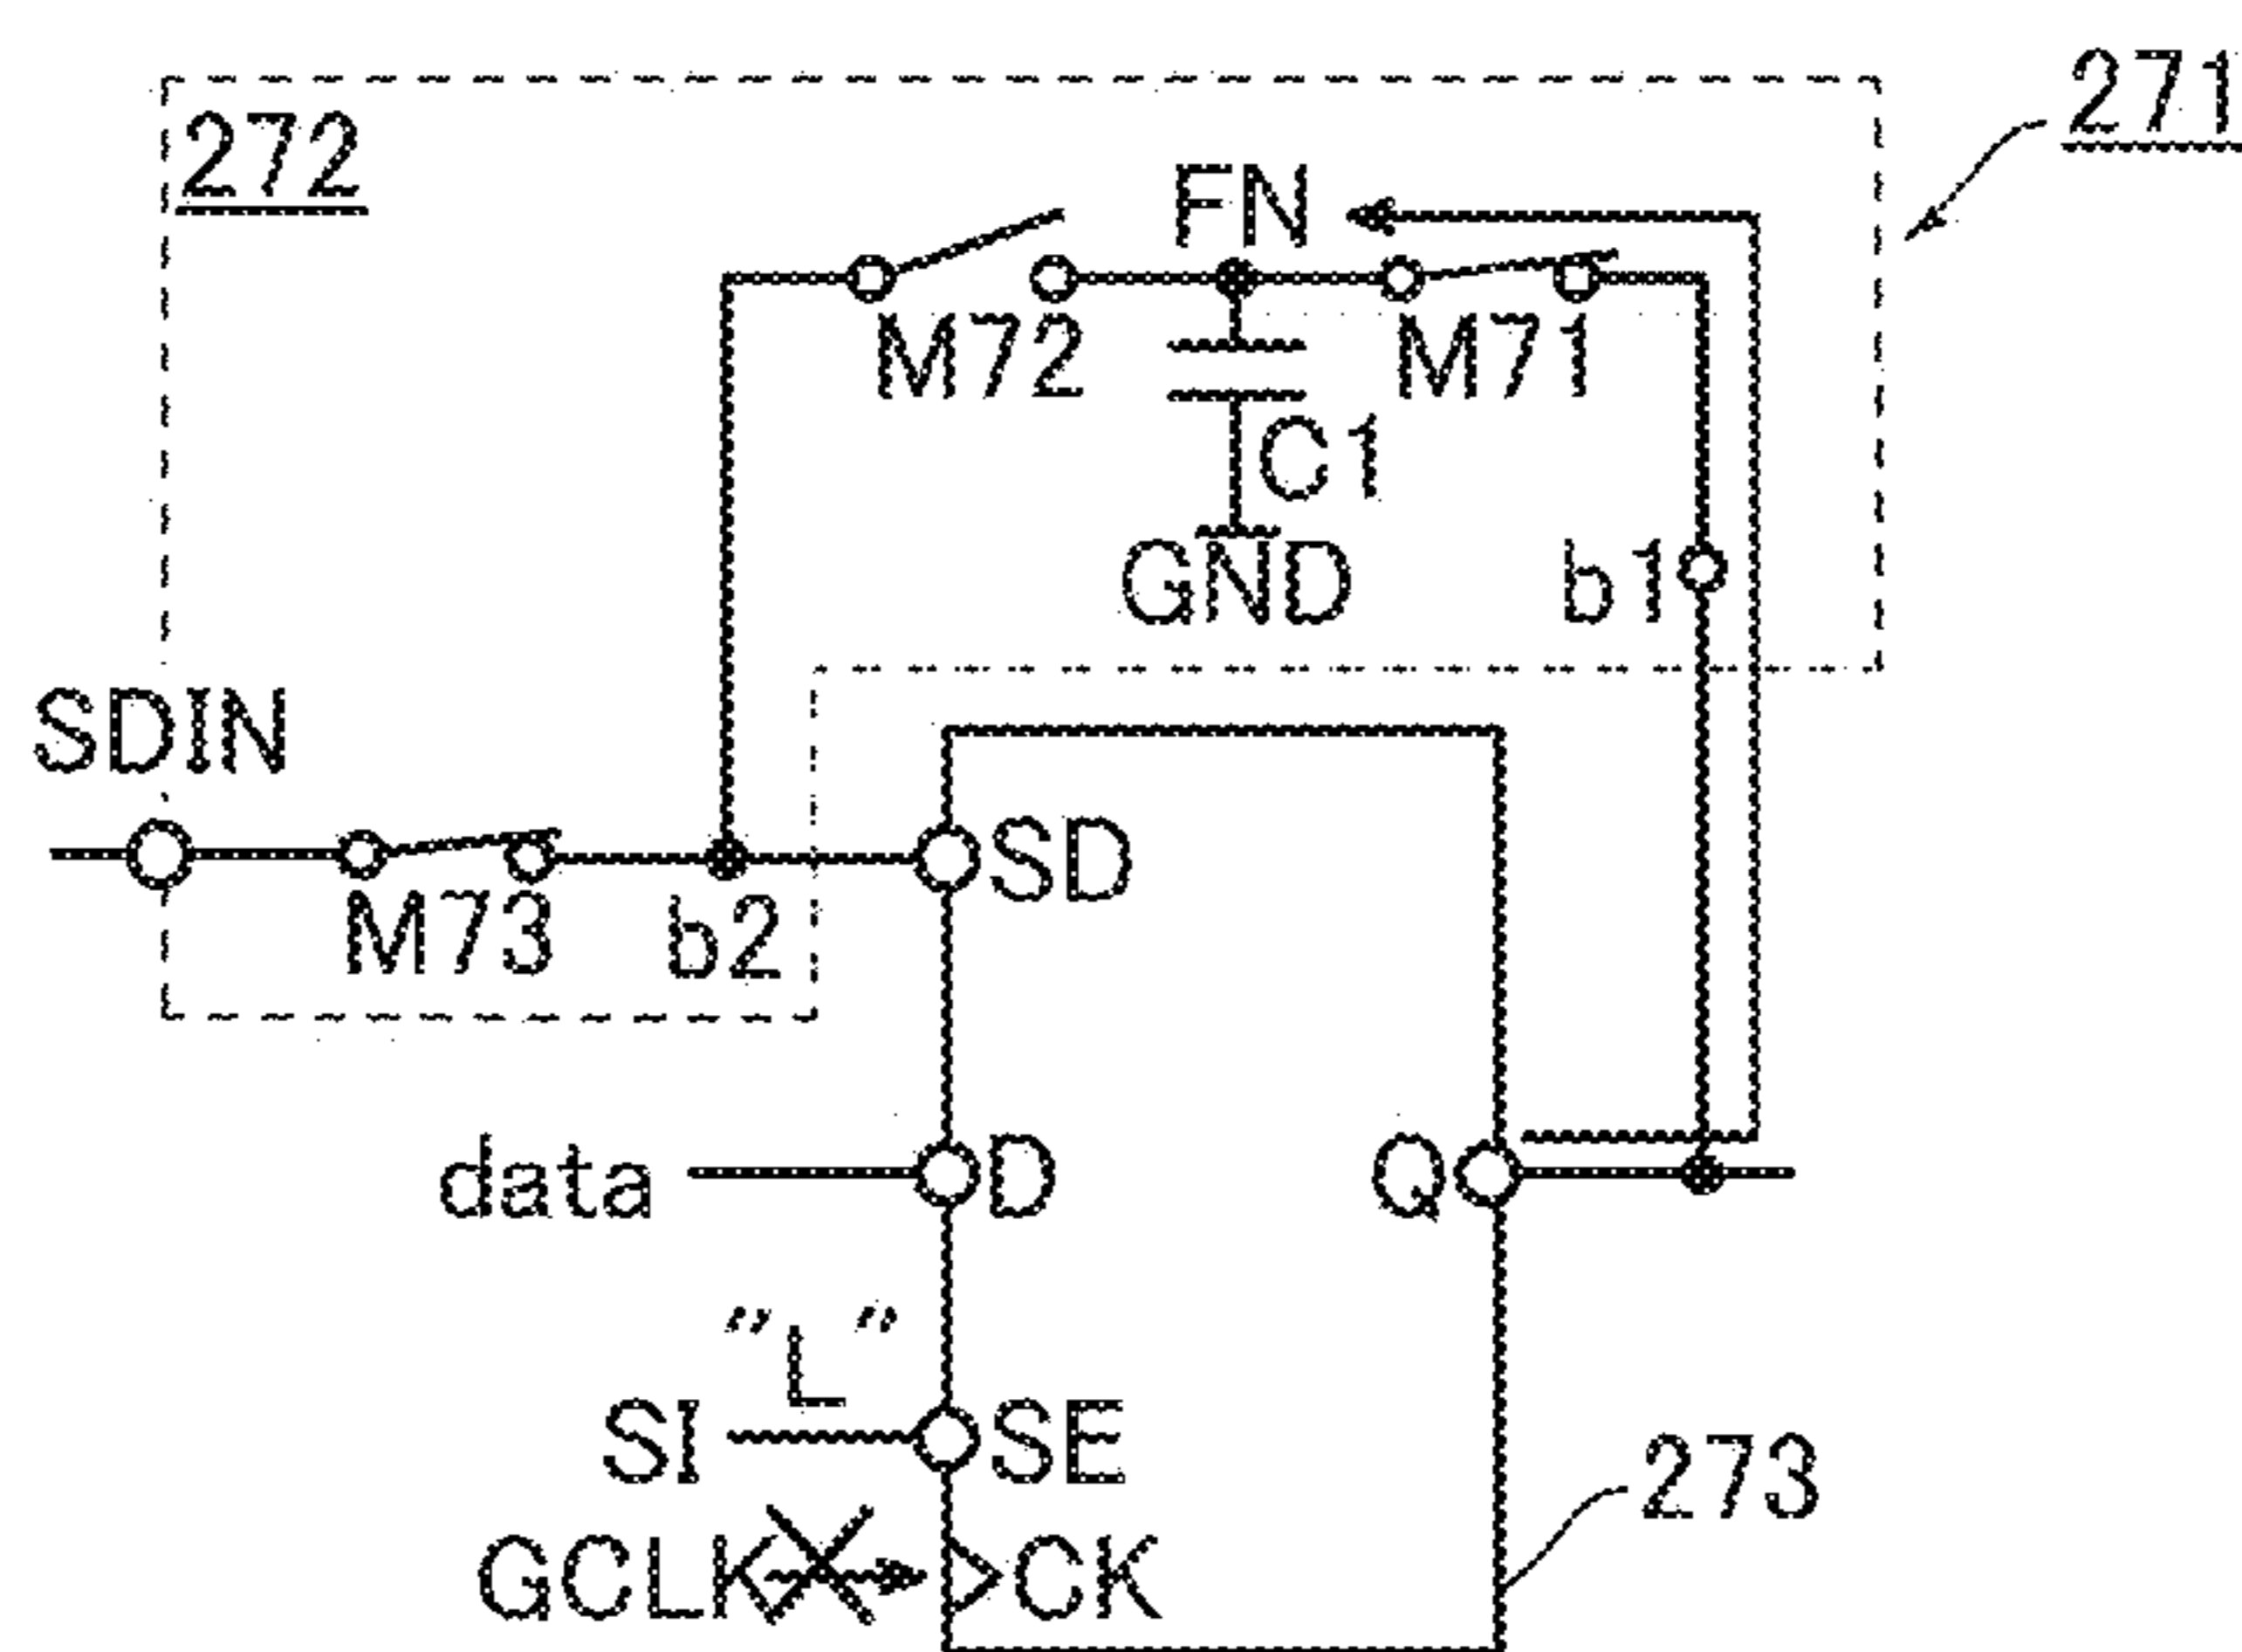 271
272
FN
M72
M71
C1
GND
b1
SDIN
SD
M73
b2
data
D
Q
"L"
SI
SE
273
GCLK
CK